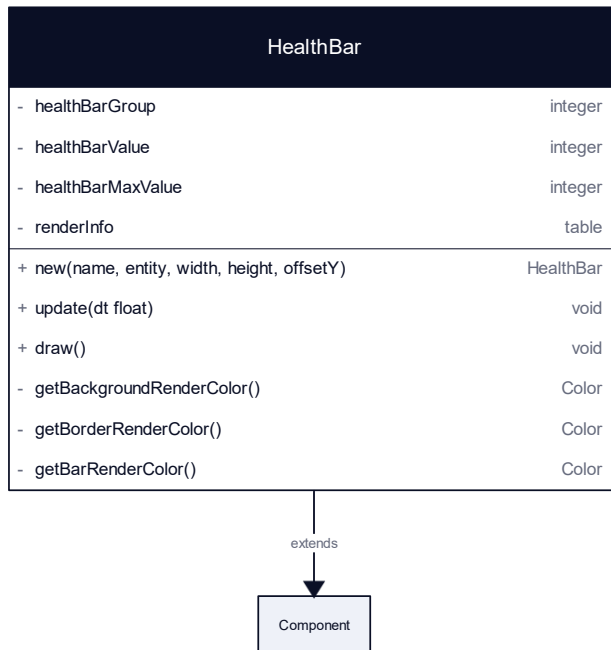 HealthBar
- healthBarGroup integer
- healthBarValue integer
- healthBarMaxValue integer
- renderInfo table
+ new(name, entity, width, height, offsetY) HealthBar
+ update(dt float) void
+ draw() void
- getBackgroundRenderColor() Color
- getBorderRenderColor() Color
- getBarRenderColor() Color
extends
Component